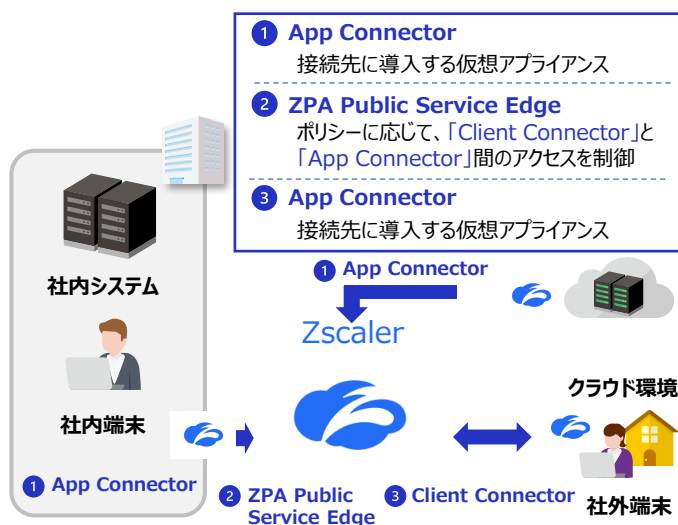 1 App Connector
接続先に導入する仮想アプライアンス
2 ZPA Public Service Edge
ポリシーに応じて、「Client Connector」と
「App Connector」間のアクセスを制御
3 App Connector
接続先に導入する仮想アプライアンス
社内システム
社内端末
1 App Connector
1 App Connector
Zscaler
2 ZPA Public
Service Edge
3 Client Connector
クラウド環境
社外端末